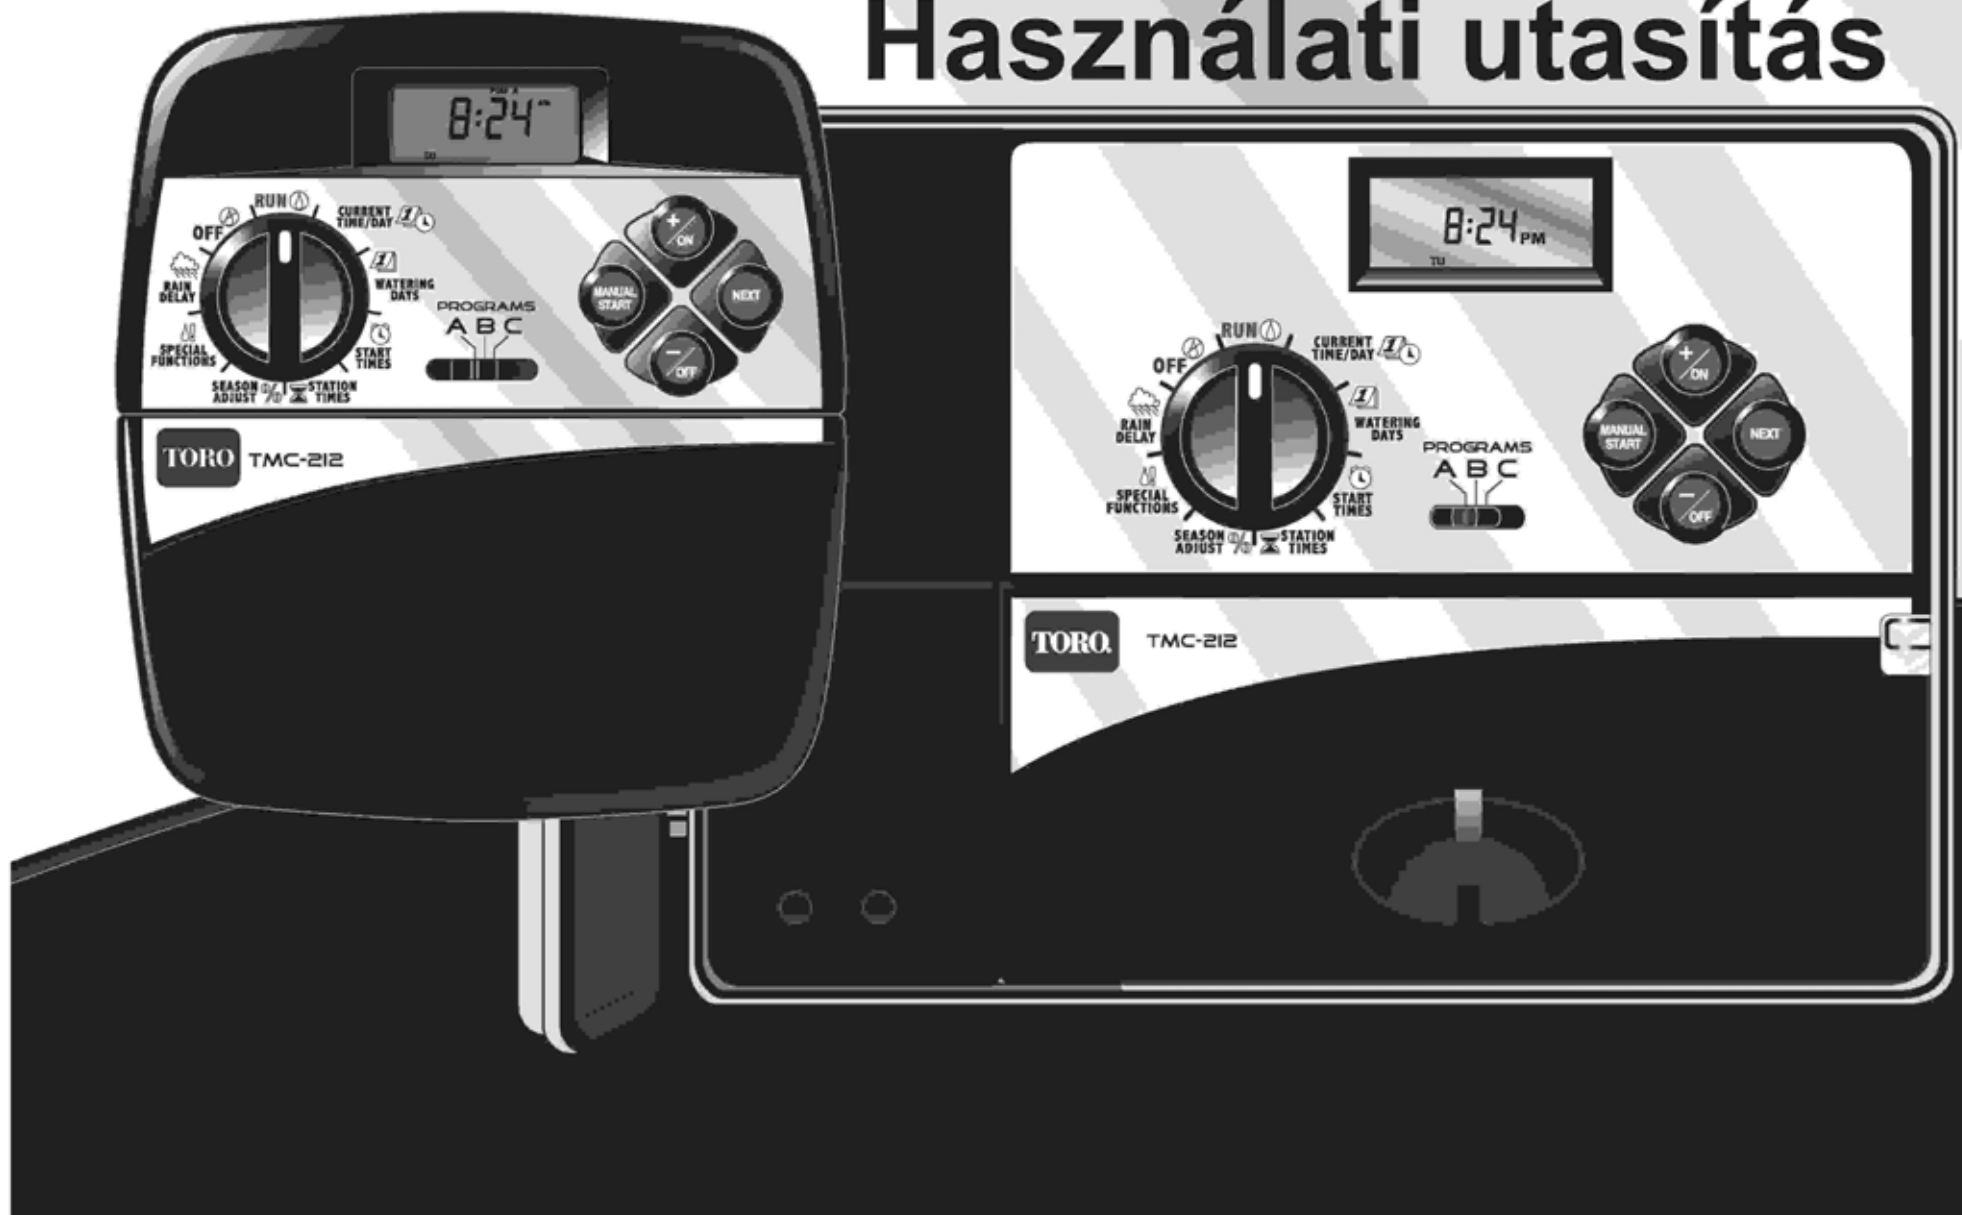 Használati utasítás
PGM A
8:24 AM
TU
RUN
OFF
CURRENT
TIME/DAY
RAIN
DELAY
WATERING
DAYS
SPECIAL
FUNCTIONS
START
TIMES
SEASON
ADJUST
%
STATION
TIMES
PROGRAMS
A B C
+
ON
MANUAL
START
NEXT
-
OFF
TORO TMC-212
8:24 PM
TU
RUN
OFF
CURRENT
TIME/DAY
RAIN
DELAY
WATERING
DAYS
SPECIAL
FUNCTIONS
START
TIMES
SEASON
ADJUST
%
STATION
TIMES
PROGRAMS
A B C
+
ON
MANUAL
START
NEXT
-
OFF
TORO. TMC-212